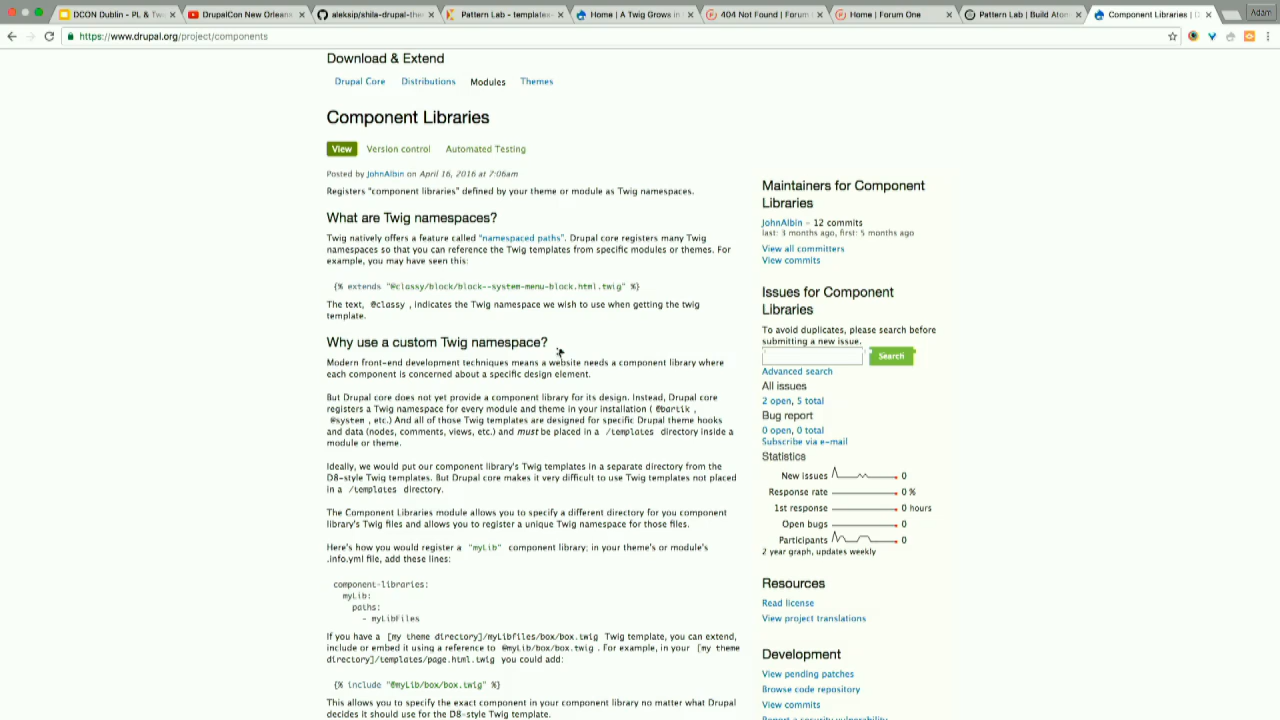 DCON Dublin - PL & Tw
DrupalCon New Orleans
aleksip/shila-drupal-the
Pattern Lab - templates-
Home | A Twig Grows in
404 Not Found | Forum
Home | Forum One
Pattern Lab | Build Ato
Component Libraries | D
Adam
https://www.drupal.org/project/components
Download & Extend
Drupal Core Distributions Modules Themes
Component Libraries
View Version control Automated Testing
Posted by JohnAlbin on April 16, 2016 at 7:06am
Registers "component libraries" defined by your theme or module as Twig namespaces.
What are Twig namespaces?
Twig natively offers a feature called "namespaced paths". Drupal core registers many Twig
namespaces so that you can reference the Twig templates from specific modules or themes. For
example, you may have seen this:
{% extends "@classy/block/block--system-menu-block.html.twig" %}
The text, @classy , indicates the Twig namespace we wish to use when getting the twig
template.
Why use a custom Twig namespace?
Modern front-end development techniques means a website needs a component library where
each component is concerned about a specific design element.
But Drupal core does not yet provide a component library for its design. Instead, Drupal core
registers a Twig namespace for every module and theme in your installation ( @bartik ,
@system , etc.) And all of those Twig templates are designed for specific Drupal theme hooks
and data (nodes, comments, views, etc.) and must be placed in a /templates directory inside a
module or theme.
Ideally, we would put our component library's Twig templates in a separate directory from the
D8-style Twig templates. But Drupal core makes it very difficult to use Twig templates not placed
in a /templates directory.
The Component Libraries module allows you to specify a different directory for you component
library's Twig files and allows you to register a unique Twig namespace for those files.
Here's how you would register a "myLib" component library; in your theme's or module's
.info.yml file, add these lines:
component-libraries:
myLib:
paths:
- myLibFiles
If you have a [my theme directory]/myLibfiles/box/box.twig Twig template, you can extend,
include or embed it using a reference to @myLib/box/box.twig . For example, in your [my theme
directory]/templates/page.html.twig you could add:
{% include "@myLib/box/box.twig" %}
This allows you to specify the exact component in your component library no matter what Drupal
decides it should use for the D8-style Twig template.
Maintainers for Component
Libraries
JohnAlbin - 12 commits
last: 3 months ago, first: 5 months ago
View all committers
View commits
Issues for Component
Libraries
To avoid duplicates, please search before
submitting a new issue.
Search
Advanced search
All issues
2 open, 5 total
Bug report
0 open, 0 total
Subscribe via e-mail
Statistics
New issues 0
Response rate 0 %
1st response 0 hours
Open bugs 0
Participants 0
2 year graph, updates weekly
Resources
Read license
View project translations
Development
View pending patches
Browse code repository
View commits
Report a security vulnerability